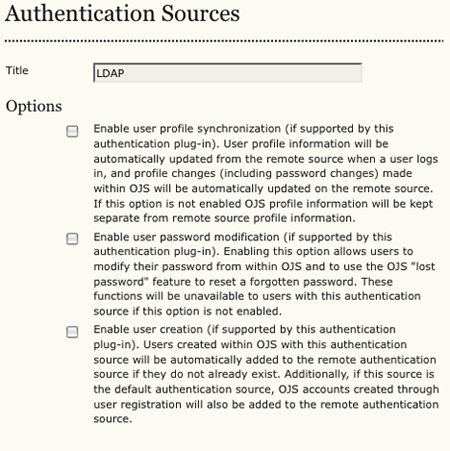 Authentication Sources
Title
LDAP
Options
Enable user profile synchronization (if supported by this
authentication plug-in). User profile information will be
automatically updated from the remote source when a user logs
in, and profile changes (including password changes) made
within OJS will be automatically updated on the remote source.
If this option is not enabled OJS profile information will be kept
separate from remote source profile information.
Enable user password modification (if supported by this
authentication plug-in). Enabling this option allows users to
modify their password from within OJS and to use the OJS "lost
password" feature to reset a forgotten password. These
functions will be unavailable to users with this authentication
source if this option is not enabled.
Enable user creation (if supported by this authentication
plug-in). Users created within OJS with this authentication
source will be automatically added to the remote authentication
source if they do not already exist. Additionally, if this source is
the default authentication source, OJS accounts created through
user registration will also be added to the remote authentication
source.